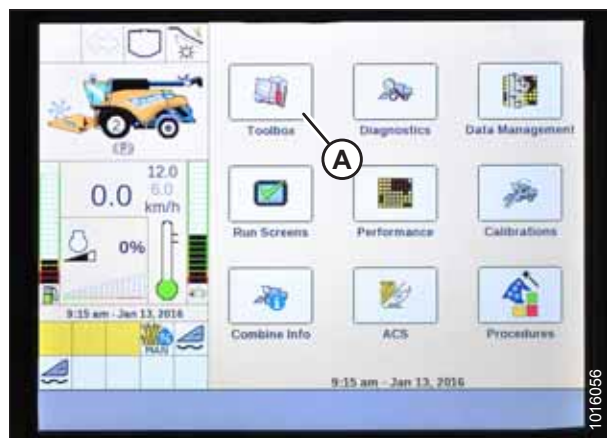 Toolbox
Diagnostics
Data Management
A
2
(P)
12.0
6.0
0.0
km/h
Run Screens
Performance
Calibrations
0%
9:15 am - Jan 13, 2016
MAN
Combine Info
ACS
Procedures
9:15 am - Jan 13, 2016
1016056